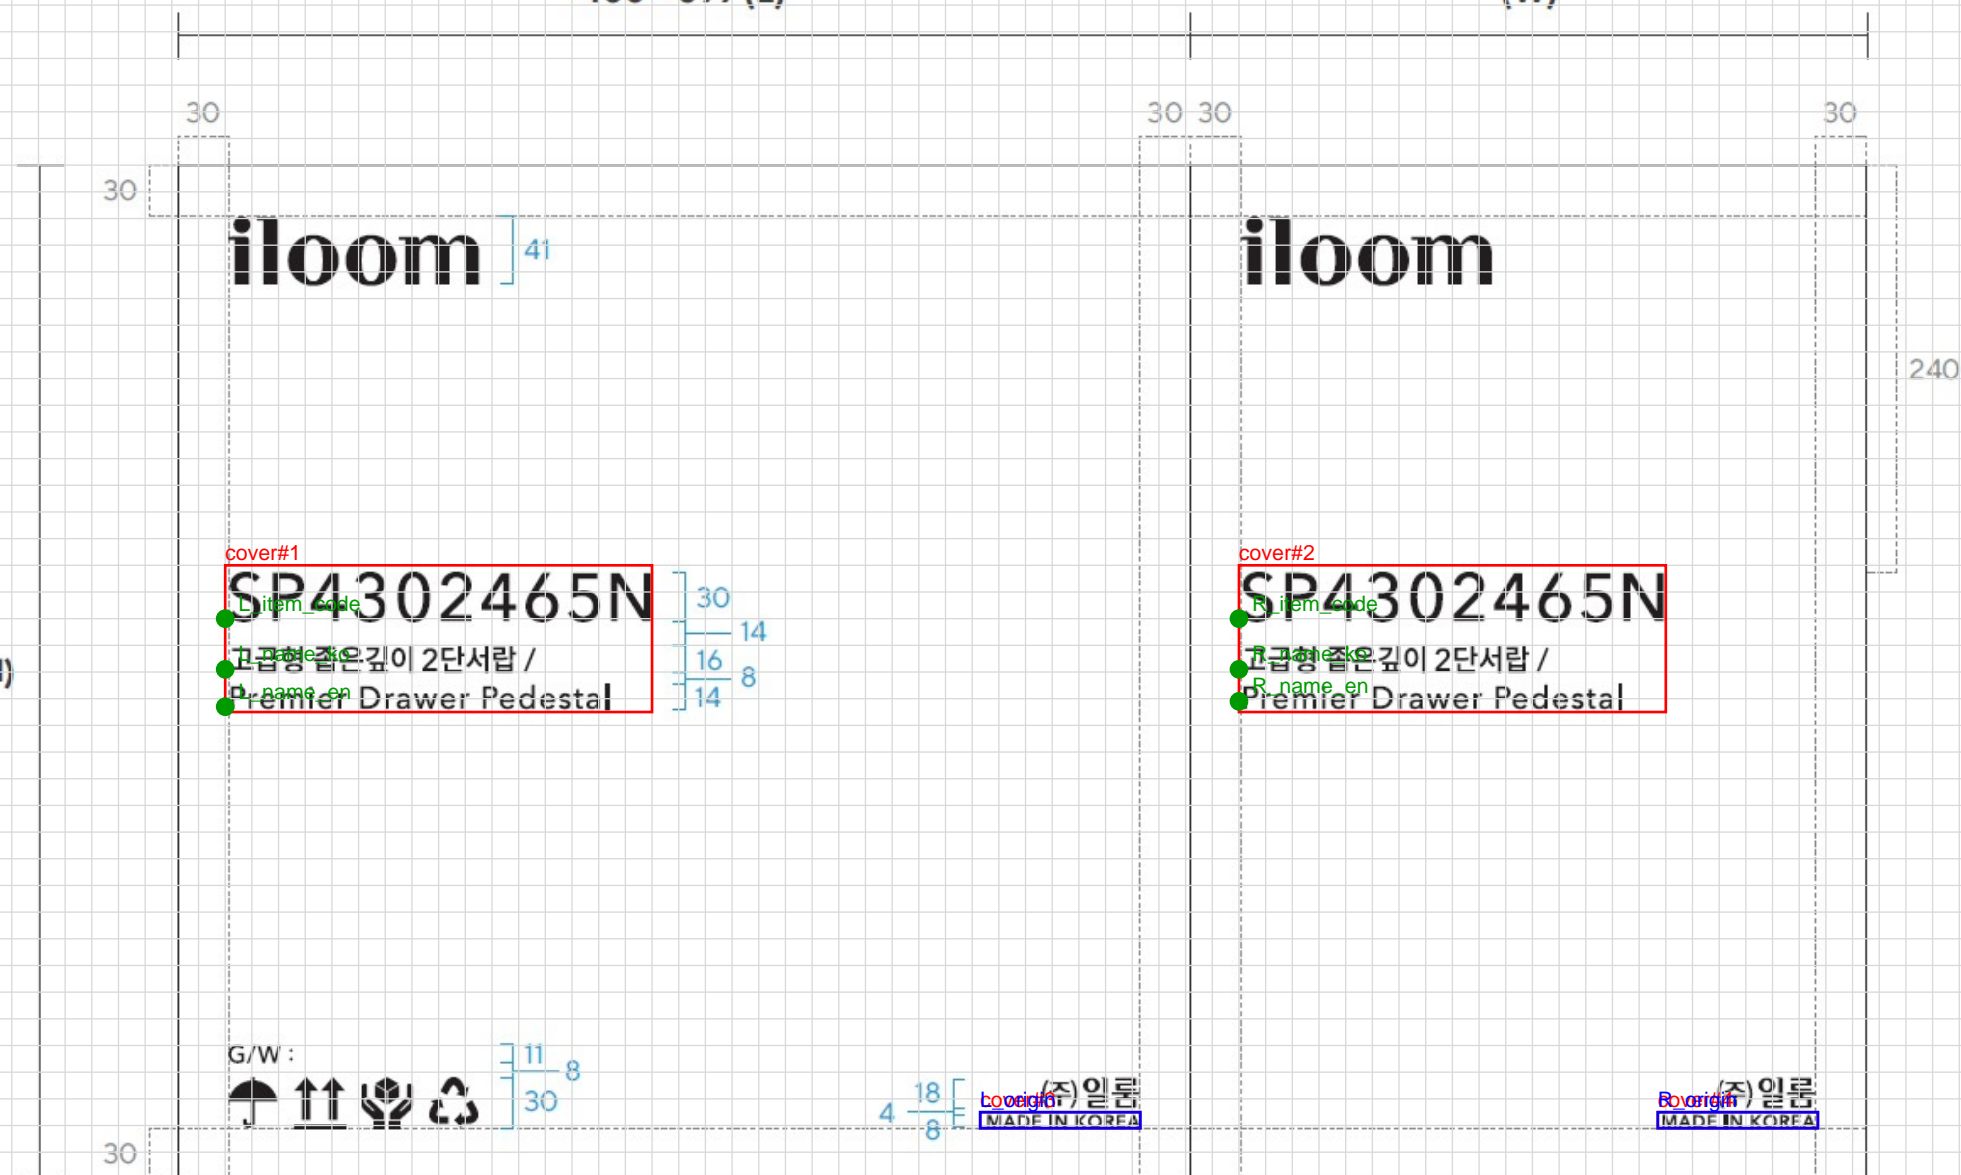 30
30 30
30
30
iloom
41
iloom
240
cover#1
cover#2
SP4302465N
L_item_code
30
SP4302465N
R_item_code
14
고급형 좁은깊이 2단서랍 /
L_name_ko
16
고급형 좁은깊이 2단서랍 /
R_name_ko
8
Premier Drawer Pedestal
L_name_en
14
Premier Drawer Pedestal
R_name_en
G/W :
11
8
30
18
4
8
(주)일룸
L_origin
MADE IN KOREA
(주)일룸
R_origin
MADE IN KOREA
30